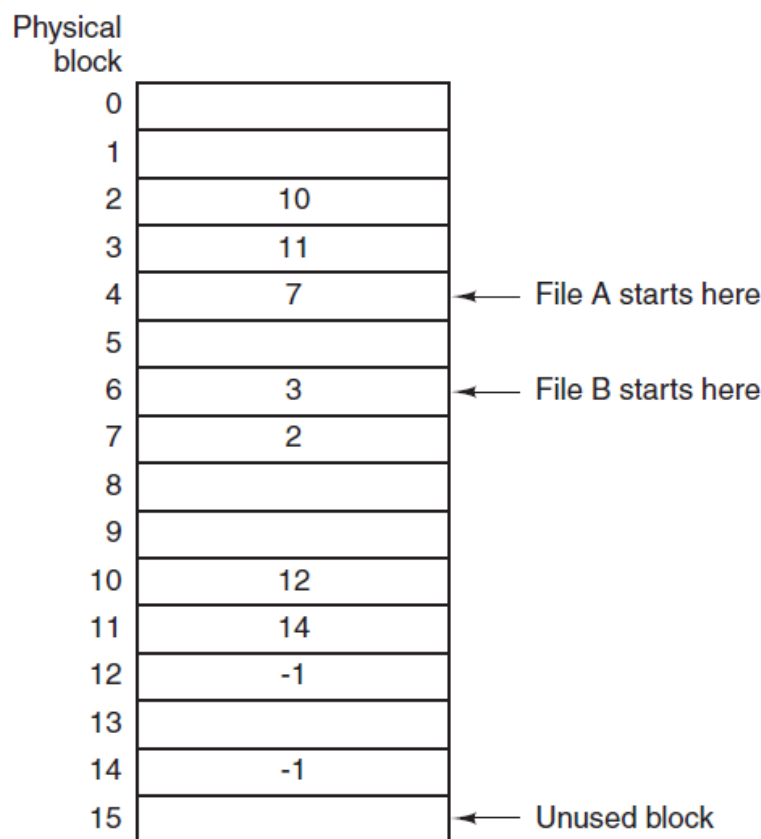 Physical
block
0
1
2 10
3 11
4 7 File A starts here
5
6 3 File B starts here
7 2
8
9
10 12
11 14
12 -1
13
14 -1
15 Unused block